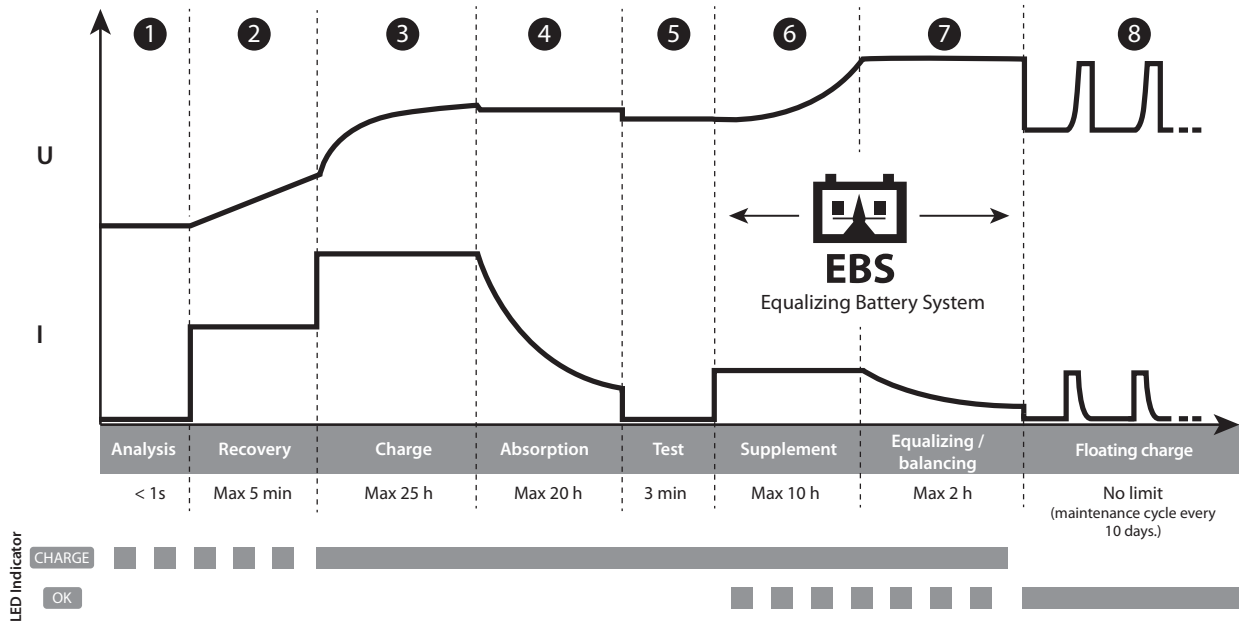 1 2 3 4 5 6 7 8
U
EBS
Equalizing Battery System
I
Analysis Recovery Charge Absorption Test Supplement Equalizing / balancing Floating charge
< 1s Max 5 min Max 25 h Max 20 h 3 min Max 10 h Max 2 h No limit
(maintenance cycle every
10 days.)
LED Indicator
CHARGE
OK